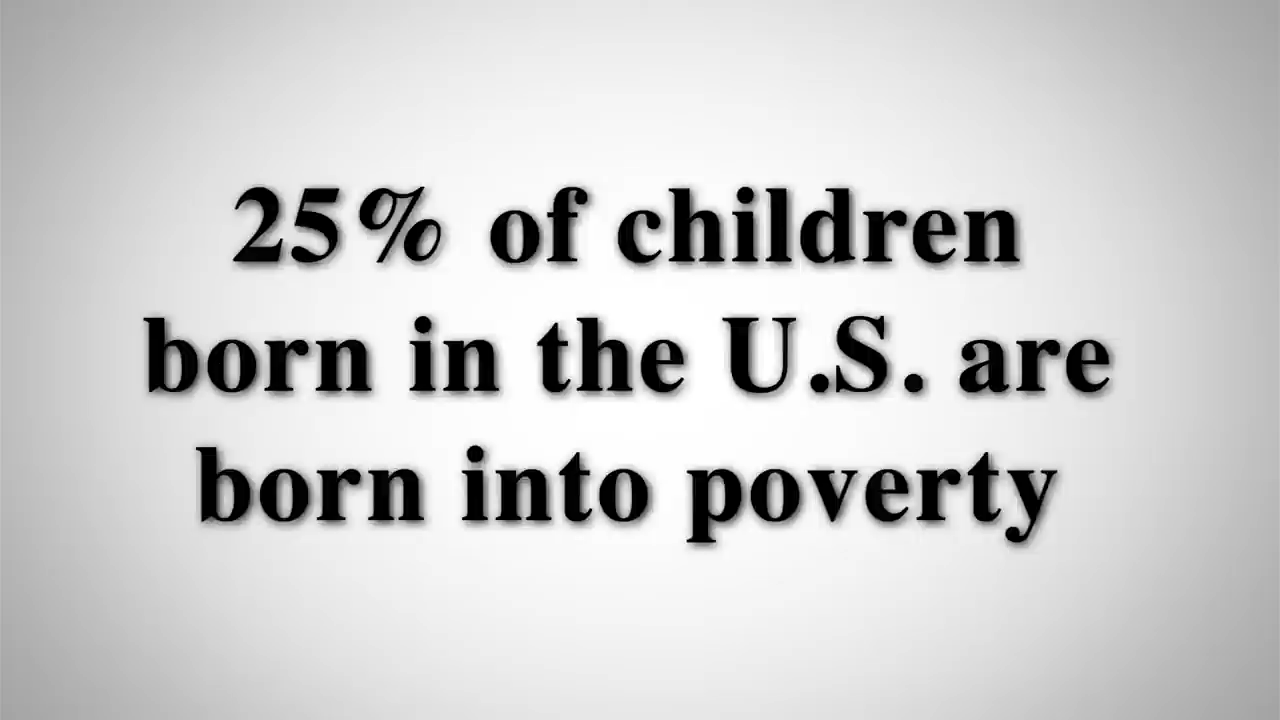 25% of children
born in the U.S. are
born into poverty